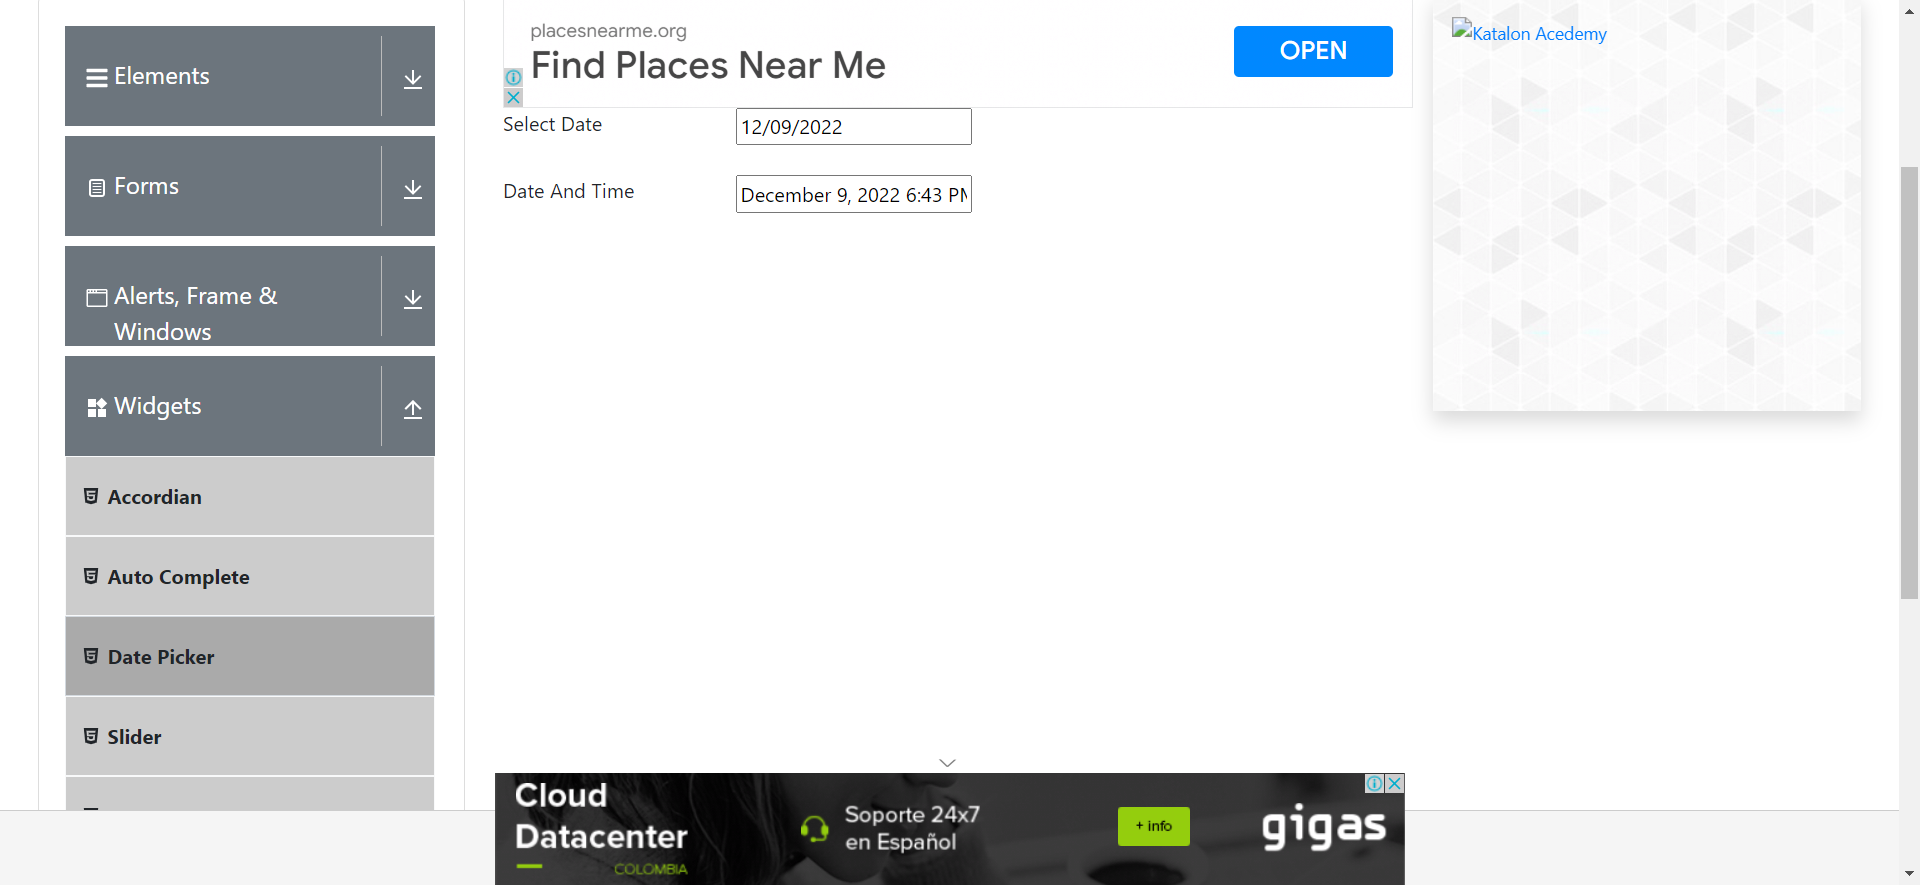 Elements
Forms
Alerts, Frame &
Windows
Widgets
Accordian
Auto Complete
Date Picker
Slider
placesnearme.org
Find Places Near Me
OPEN
Select Date
12/09/2022
Date And Time
December 9, 2022 6:43 PM
Katalon Acedemy
Cloud
Datacenter
COLOMBIA
Soporte 24x7
en Español
+ info
gigas